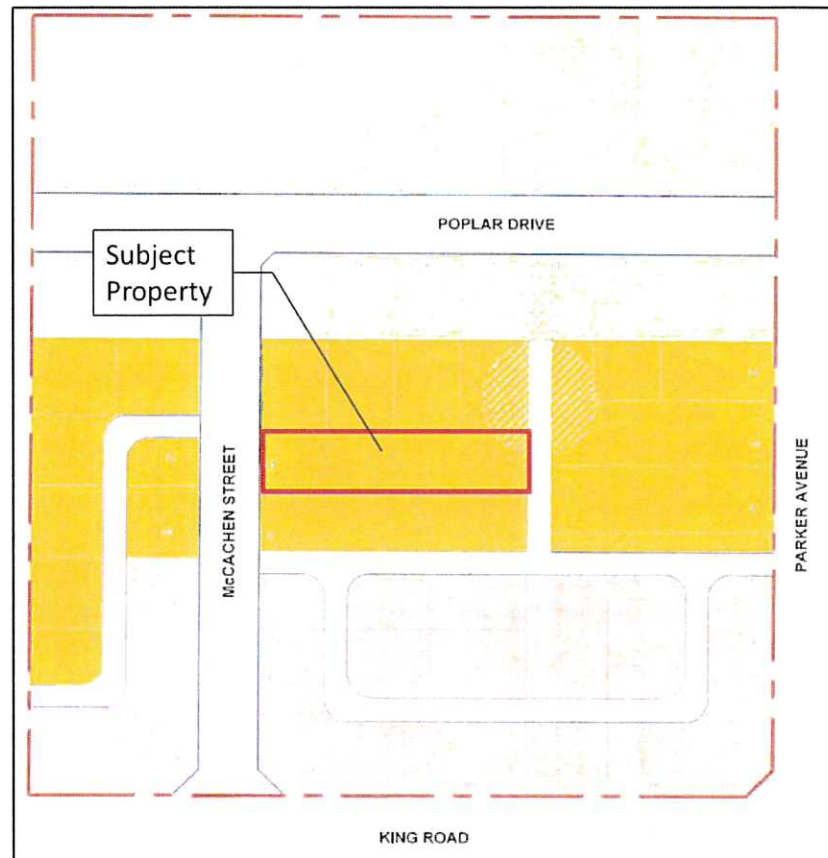 POPLAR DRIVE
Subject
Property
McCACHEN STREET
PARKER AVENUE
KING ROAD